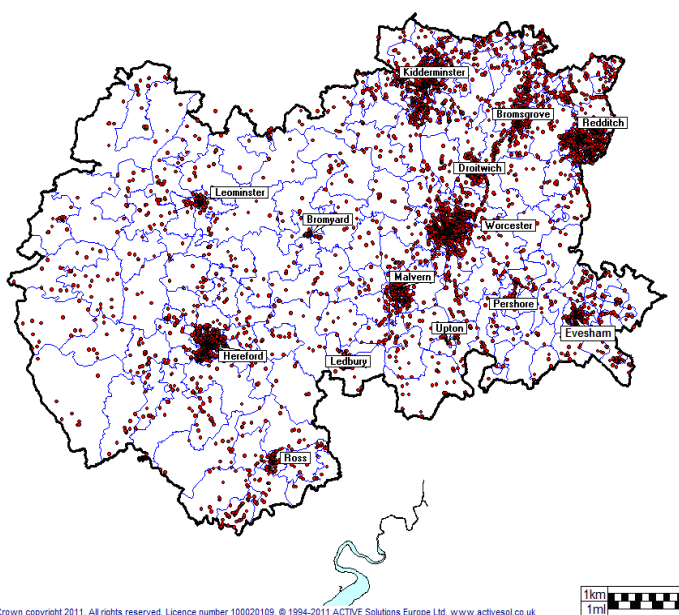 Kidderminster
Bromsgrove
Redditch
Droitwich
Leominster
Bromyard
Worcester
Malvern
Pershore
Upton
Evesham
Hereford
Ledbury
Ross
Crown copyright 2011. All rights reserved. Licence number 100020109. © 1994-2011 ACTIVE Solutions Europe Ltd. www.activesol.co.uk
1km
1ml